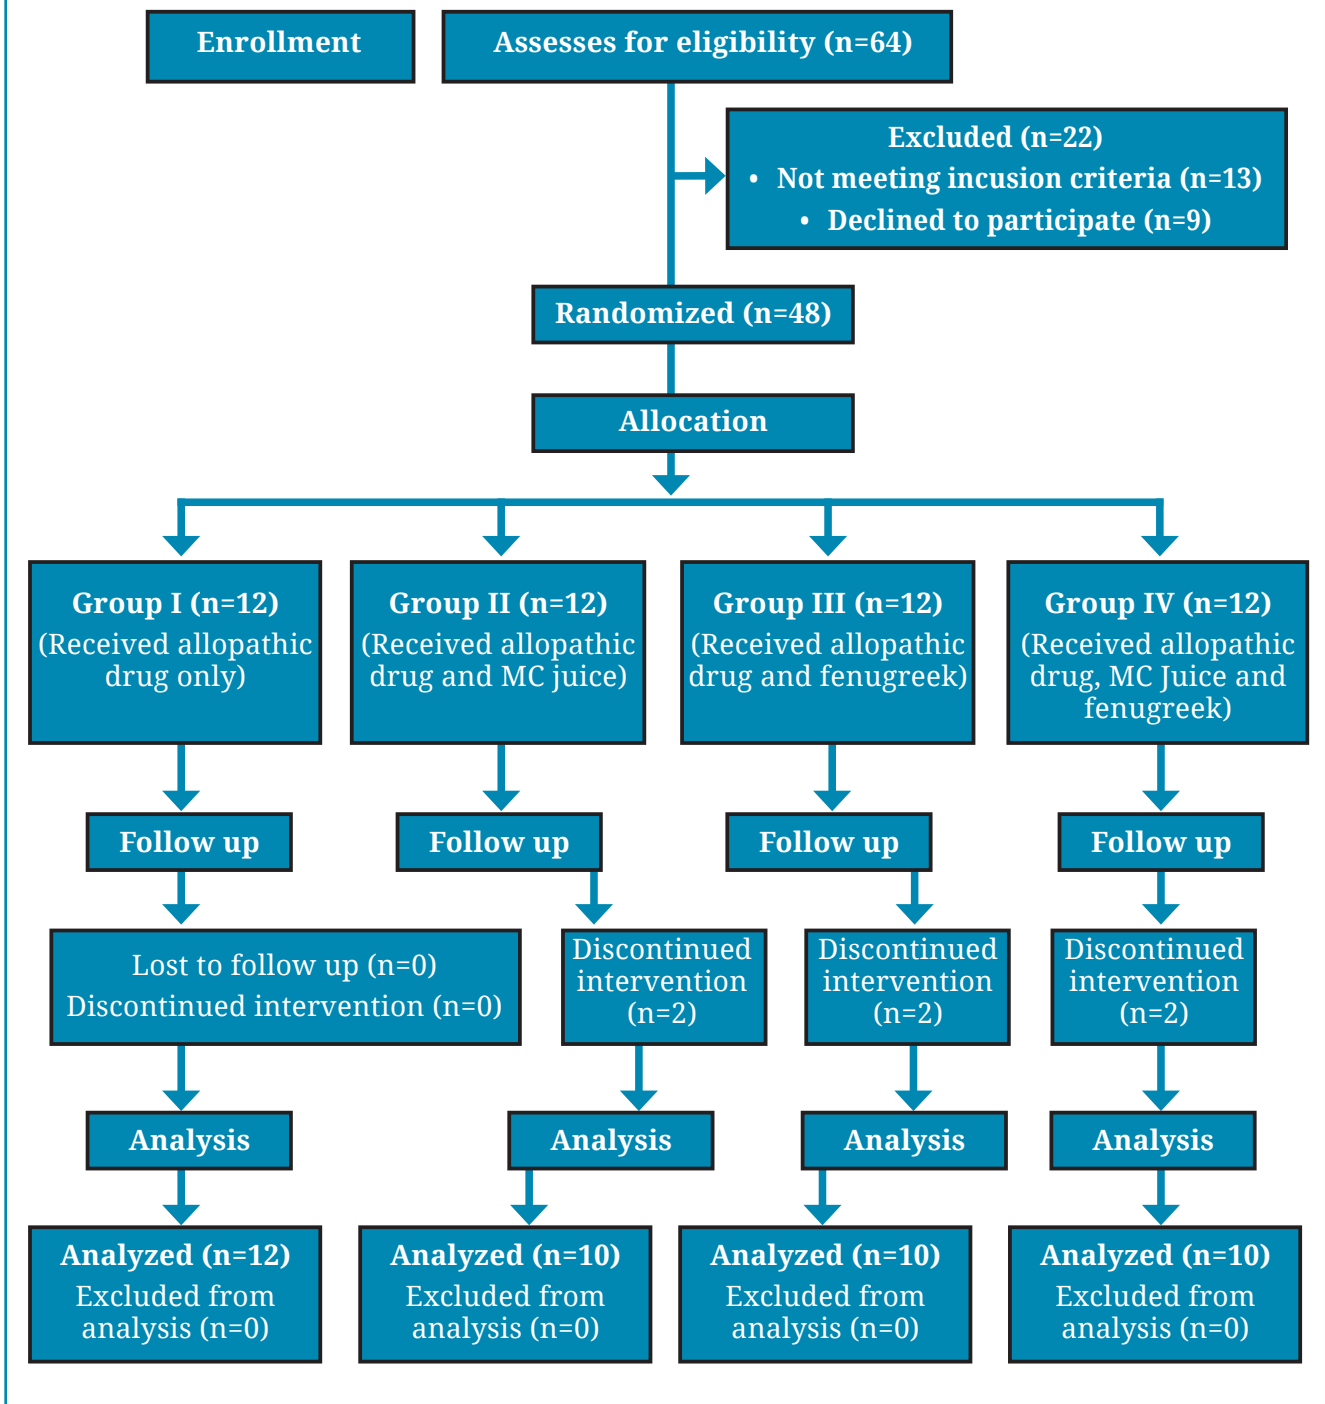 Enrollment
Assesses for eligibility (n=64)
Excluded (n=22)
• Not meeting incusion criteria (n=13)
• Declined to participate (n=9)
Randomized (n=48)
Allocation
Group I (n=12)
(Received allopathic
drug only)
Group II (n=12)
(Received allopathic
drug and MC juice)
Group III (n=12)
(Received allopathic
drug and fenugreek)
Group IV (n=12)
(Received allopathic
drug, MC Juice and
fenugreek)
Follow up
Follow up
Follow up
Follow up
Lost to follow up (n=0)
Discontinued intervention (n=0)
Discontinued
intervention
(n=2)
Discontinued
intervention
(n=2)
Discontinued
intervention
(n=2)
Analysis
Analysis
Analysis
Analysis
Analyzed (n=12)
Excluded from
analysis (n=0)
Analyzed (n=10)
Excluded from
analysis (n=0)
Analyzed (n=10)
Excluded from
analysis (n=0)
Analyzed (n=10)
Excluded from
analysis (n=0)